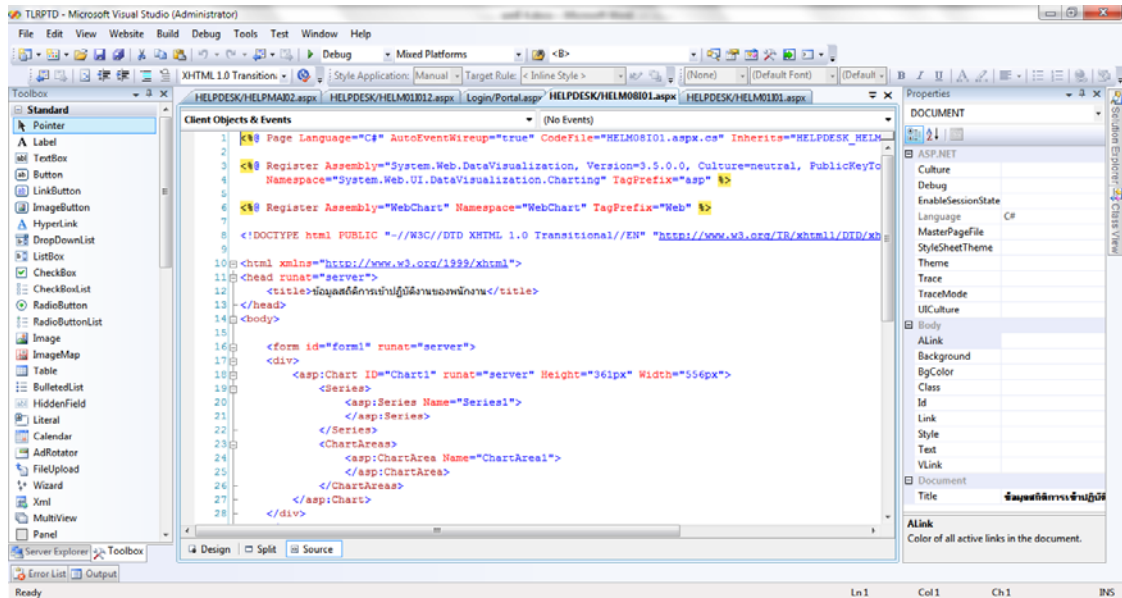 TLRPTD - Microsoft Visual Studio (Administrator)
File Edit View Website Build Debug Tools Test Window Help
Debug Mixed Platforms <B>
XHTML 1.0 Transition Style Application: Manual Target Rule: < Inline Style > (None) (Default Font) (Default B I U A
Toolbox
Standard
Pointer
A Label
TextBox
Button
LinkButton
ImageButton
A HyperLink
DropDownList
ListBox
CheckBox
CheckBoxList
RadioButton
RadioButtonList
Image
ImageMap
Table
BulletedList
HiddenField
Literal
Calendar
AdRotator
FileUpload
Wizard
Xml
MultiView
Panel
Server Explorer Toolbox
HELPDESK/HELPMAI02.aspx HELPDESK/HELM01I012.aspx Login/Portal.aspx HELPDESK/HELM08I01.aspx HELPDESK/HELM01I01.aspx
Client Objects & Events (No Events)
1 <%@ Page Language="C#" AutoEventWireup="true" CodeFile="HELM08I01.aspx.cs" Inherits="HELPDESK_HELM
2
3 <%@ Register Assembly="System.Web.DataVisualization, Version=3.5.0.0, Culture=neutral, PublicKeyTo
4 Namespace="System.Web.UI.DataVisualization.Charting" TagPrefix="asp" %>
5
6 <%@ Register Assembly="WebChart" Namespace="WebChart" TagPrefix="Web" %>
7
8 <!DOCTYPE html PUBLIC "-//W3C//DTD XHTML 1.0 Transitional//EN" "http://www.w3.org/TR/xhtml1/DTD/xh
9
10 <html xmlns="http://www.w3.org/1999/xhtml">
11 <head runat="server">
12 <title>ข้อมูลสถิติการเข้าปฏิบัติงานของพนักงาน</title>
13 </head>
14 <body>
15
16 <form id="form1" runat="server">
17 <div>
18 <asp:Chart ID="Chart1" runat="server" Height="361px" Width="556px">
19 <Series>
20 <asp:Series Name="Series1">
21 </asp:Series>
22 </Series>
23 <ChartAreas>
24 <asp:ChartArea Name="ChartArea1">
25 </asp:ChartArea>
26 </ChartAreas>
27 </asp:Chart>
28 </div>
Design Split Source
Properties
DOCUMENT
ASP.NET
Culture
Debug
EnableSessionState
Language C#
MasterPageFile
StyleSheetTheme
Theme
Trace
TraceMode
UICulture
Body
ALink
Background
BgColor
Class
Id
Link
Style
Text
VLink
Document
Title ข้อมูลสถิติการเข้าปฏิบัติ
ALink
Color of all active links in the document.
Solution Explorer
Class View
Error List Output
Ready Ln 1 Col 1 Ch 1 INS